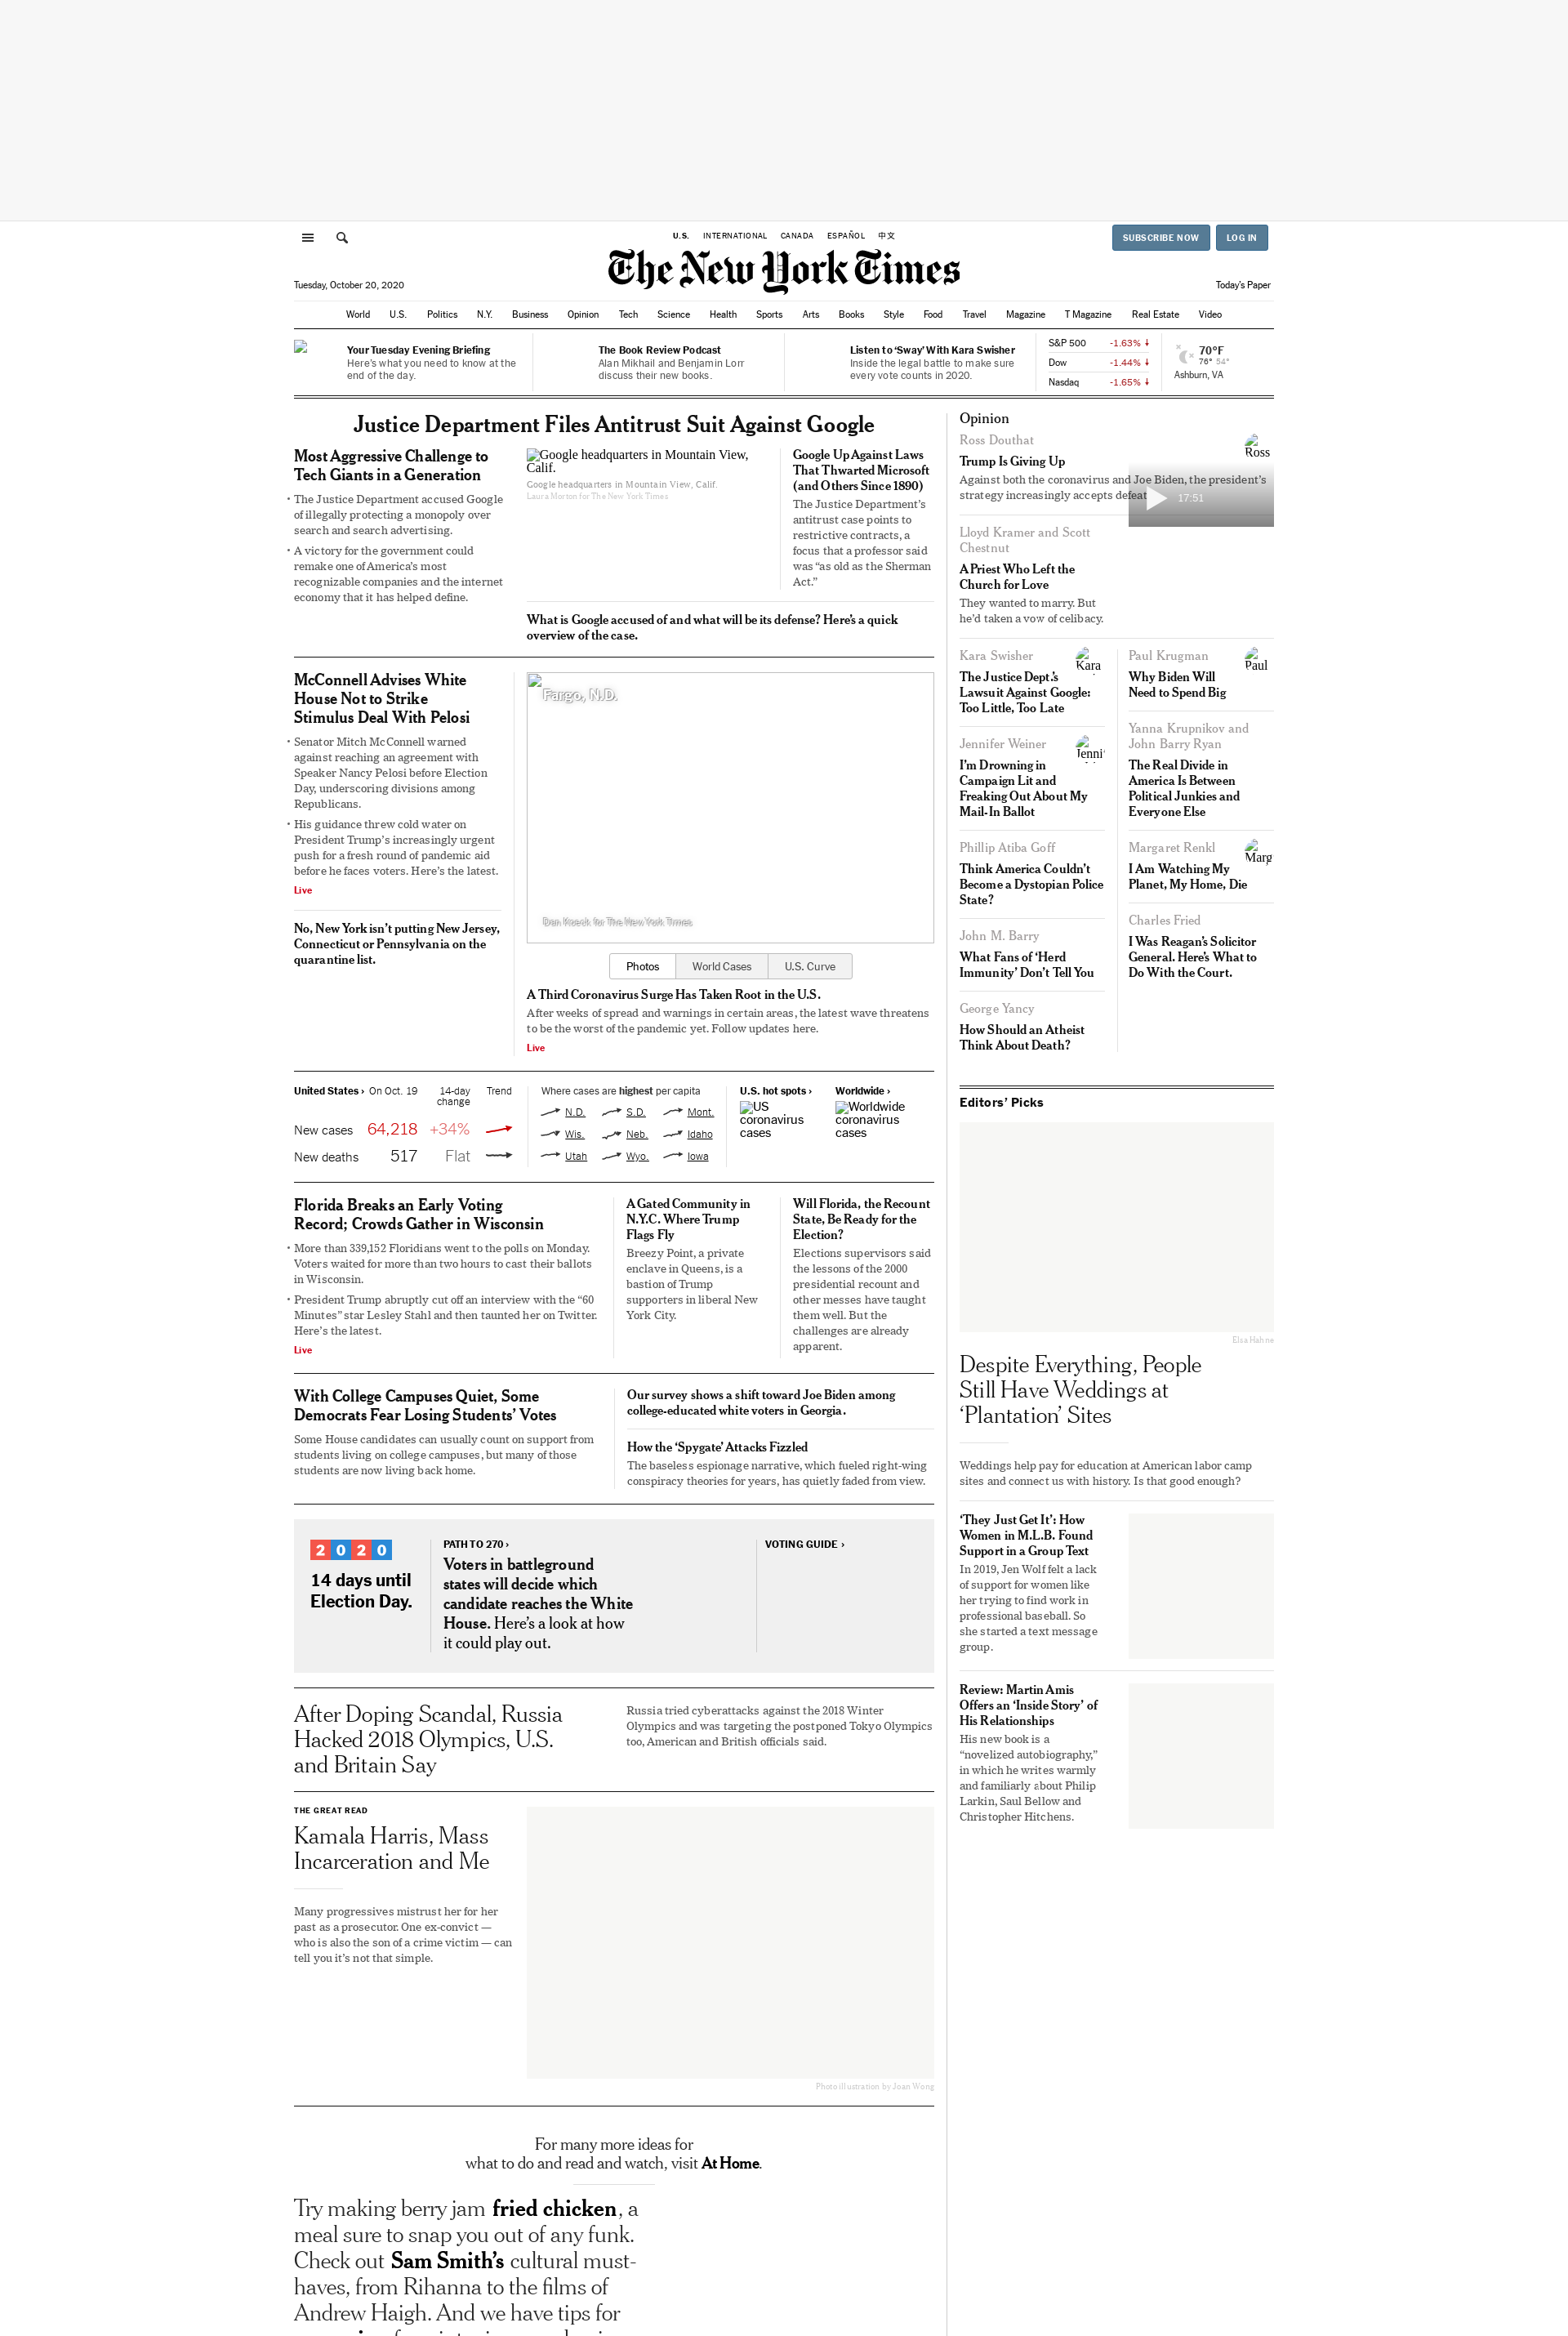 U.S. INTERNATIONAL CANADA ESPAÑOL 中文
SUBSCRIBE NOW LOG IN
The New York Times
Tuesday, October 20, 2020
Today's Paper
World U.S. Politics N.Y. Business Opinion Tech Science Health Sports Arts Books Style Food Travel Magazine T Magazine Real Estate Video
Your Tuesday Evening Briefing
Here's what you need to know at the
end of the day.
The Book Review Podcast
Alan Mikhail and Benjamin Lorr
discuss their new books.
Listen to ‘Sway’ With Kara Swisher
Inside the legal battle to make sure
every vote counts in 2020.
S&P 500 -1.63%
Dow -1.44%
Nasdaq -1.65%
70°F
76° 54°
Ashburn, VA
Justice Department Files Antitrust Suit Against Google
Most Aggressive Challenge to
Tech Giants in a Generation
• The Justice Department accused Google
of illegally protecting a monopoly over
search and search advertising.
• A victory for the government could
remake one of America’s most
recognizable companies and the internet
economy that it has helped define.
Google headquarters in Mountain View,
Calif.
Google headquarters in Mountain View, Calif.
Laura Morton for The New York Times
Google Up Against Laws
That Thwarted Microsoft
(and Others Since 1890)
The Justice Department’s
antitrust case points to
restrictive contracts, a
focus that a professor said
was “as old as the Sherman
Act.”
What is Google accused of and what will be its defense? Here’s a quick
overview of the case.
McConnell Advises White
House Not to Strike
Stimulus Deal With Pelosi
• Senator Mitch McConnell warned
against reaching an agreement with
Speaker Nancy Pelosi before Election
Day, underscoring divisions among
Republicans.
• His guidance threw cold water on
President Trump’s increasingly urgent
push for a fresh round of pandemic aid
before he faces voters. Here’s the latest.
Live
No, New York isn’t putting New Jersey,
Connecticut or Pennsylvania on the
quarantine list.
Fargo, N.D.
Dan Koeck for The New York Times
Photos World Cases U.S. Curve
A Third Coronavirus Surge Has Taken Root in the U.S.
After weeks of spread and warnings in certain areas, the latest wave threatens
to be the worst of the pandemic yet. Follow updates here.
Live
United States › On Oct. 19 14-day
change Trend
New cases 64,218 +34%
New deaths 517 Flat
Where cases are highest per capita
N.D. S.D. Mont.
Wis. Neb. Idaho
Utah Wyo. Iowa
U.S. hot spots ›
US
coronavirus
cases
Worldwide ›
Worldwide
coronavirus
cases
Florida Breaks an Early Voting
Record; Crowds Gather in Wisconsin
• More than 339,152 Floridians went to the polls on Monday.
Voters waited for more than two hours to cast their ballots
in Wisconsin.
• President Trump abruptly cut off an interview with the “60
Minutes” star Lesley Stahl and then taunted her on Twitter.
Here’s the latest.
Live
A Gated Community in
N.Y.C. Where Trump
Flags Fly
Breezy Point, a private
enclave in Queens, is a
bastion of Trump
supporters in liberal New
York City.
Will Florida, the Recount
State, Be Ready for the
Election?
Elections supervisors said
the lessons of the 2000
presidential recount and
other messes have taught
them well. But the
challenges are already
apparent.
With College Campuses Quiet, Some
Democrats Fear Losing Students’ Votes
Some House candidates can usually count on support from
students living on college campuses, but many of those
students are now living back home.
Our survey shows a shift toward Joe Biden among
college-educated white voters in Georgia.
How the ‘Spygate’ Attacks Fizzled
The baseless espionage narrative, which fueled right-wing
conspiracy theories for years, has quietly faded from view.
2020
14 days until
Election Day.
PATH TO 270 ›
Voters in battleground
states will decide which
candidate reaches the White
House. Here’s a look at how
it could play out.
VOTING GUIDE ›
After Doping Scandal, Russia
Hacked 2018 Olympics, U.S.
and Britain Say
Russia tried cyberattacks against the 2018 Winter
Olympics and was targeting the postponed Tokyo Olympics
too, American and British officials said.
THE GREAT READ
Kamala Harris, Mass
Incarceration and Me
Many progressives mistrust her for her
past as a prosecutor. One ex-convict —
who is also the son of a crime victim — can
tell you it’s not that simple.
Photo illustration by Joan Wong
For many more ideas for
what to do and read and watch, visit At Home.
Try making berry jam fried chicken, a
meal sure to snap you out of any funk.
Check out Sam Smith’s cultural must-
haves, from Rihanna to the films of
Andrew Haigh. And we have tips for
Opinion
Ross Douthat
Ross
Trump Is Giving Up
Against both the coronavirus and Joe Biden, the president’s
strategy increasingly accepts defeat
17:51
Lloyd Kramer and Scott
Chestnut
A Priest Who Left the
Church for Love
They wanted to marry. But
he’d taken a vow of celibacy.
Kara Swisher
Kara
The Justice Dept.’s
Lawsuit Against Google:
Too Little, Too Late
Jennifer Weiner
I’m Drowning in
Campaign Lit and
Freaking Out About My
Mail-In Ballot
Phillip Atiba Goff
Think America Couldn’t
Become a Dystopian Police
State?
John M. Barry
What Fans of ‘Herd
Immunity’ Don’t Tell You
George Yancy
How Should an Atheist
Think About Death?
Paul Krugman
Paul
Why Biden Will
Need to Spend Big
Yanna Krupnikov and
John Barry Ryan
The Real Divide in
America Is Between
Political Junkies and
Everyone Else
Margaret Renkl
I Am Watching My
Planet, My Home, Die
Charles Fried
I Was Reagan’s Solicitor
General. Here’s What to
Do With the Court.
Editors’ Picks
Elsa Hahne
Despite Everything, People
Still Have Weddings at
‘Plantation’ Sites
Weddings help pay for education at American labor camp
sites and connect us with history. Is that good enough?
‘They Just Get It’: How
Women in M.L.B. Found
Support in a Group Text
In 2019, Jen Wolf felt a lack
of support for women like
her trying to find work in
professional baseball. So
she started a text message
group.
Review: Martin Amis
Offers an ‘Inside Story’ of
His Relationships
His new book is a
“novelized autobiography,”
in which he writes warmly
and familiarly about Philip
Larkin, Saul Bellow and
Christopher Hitchens.